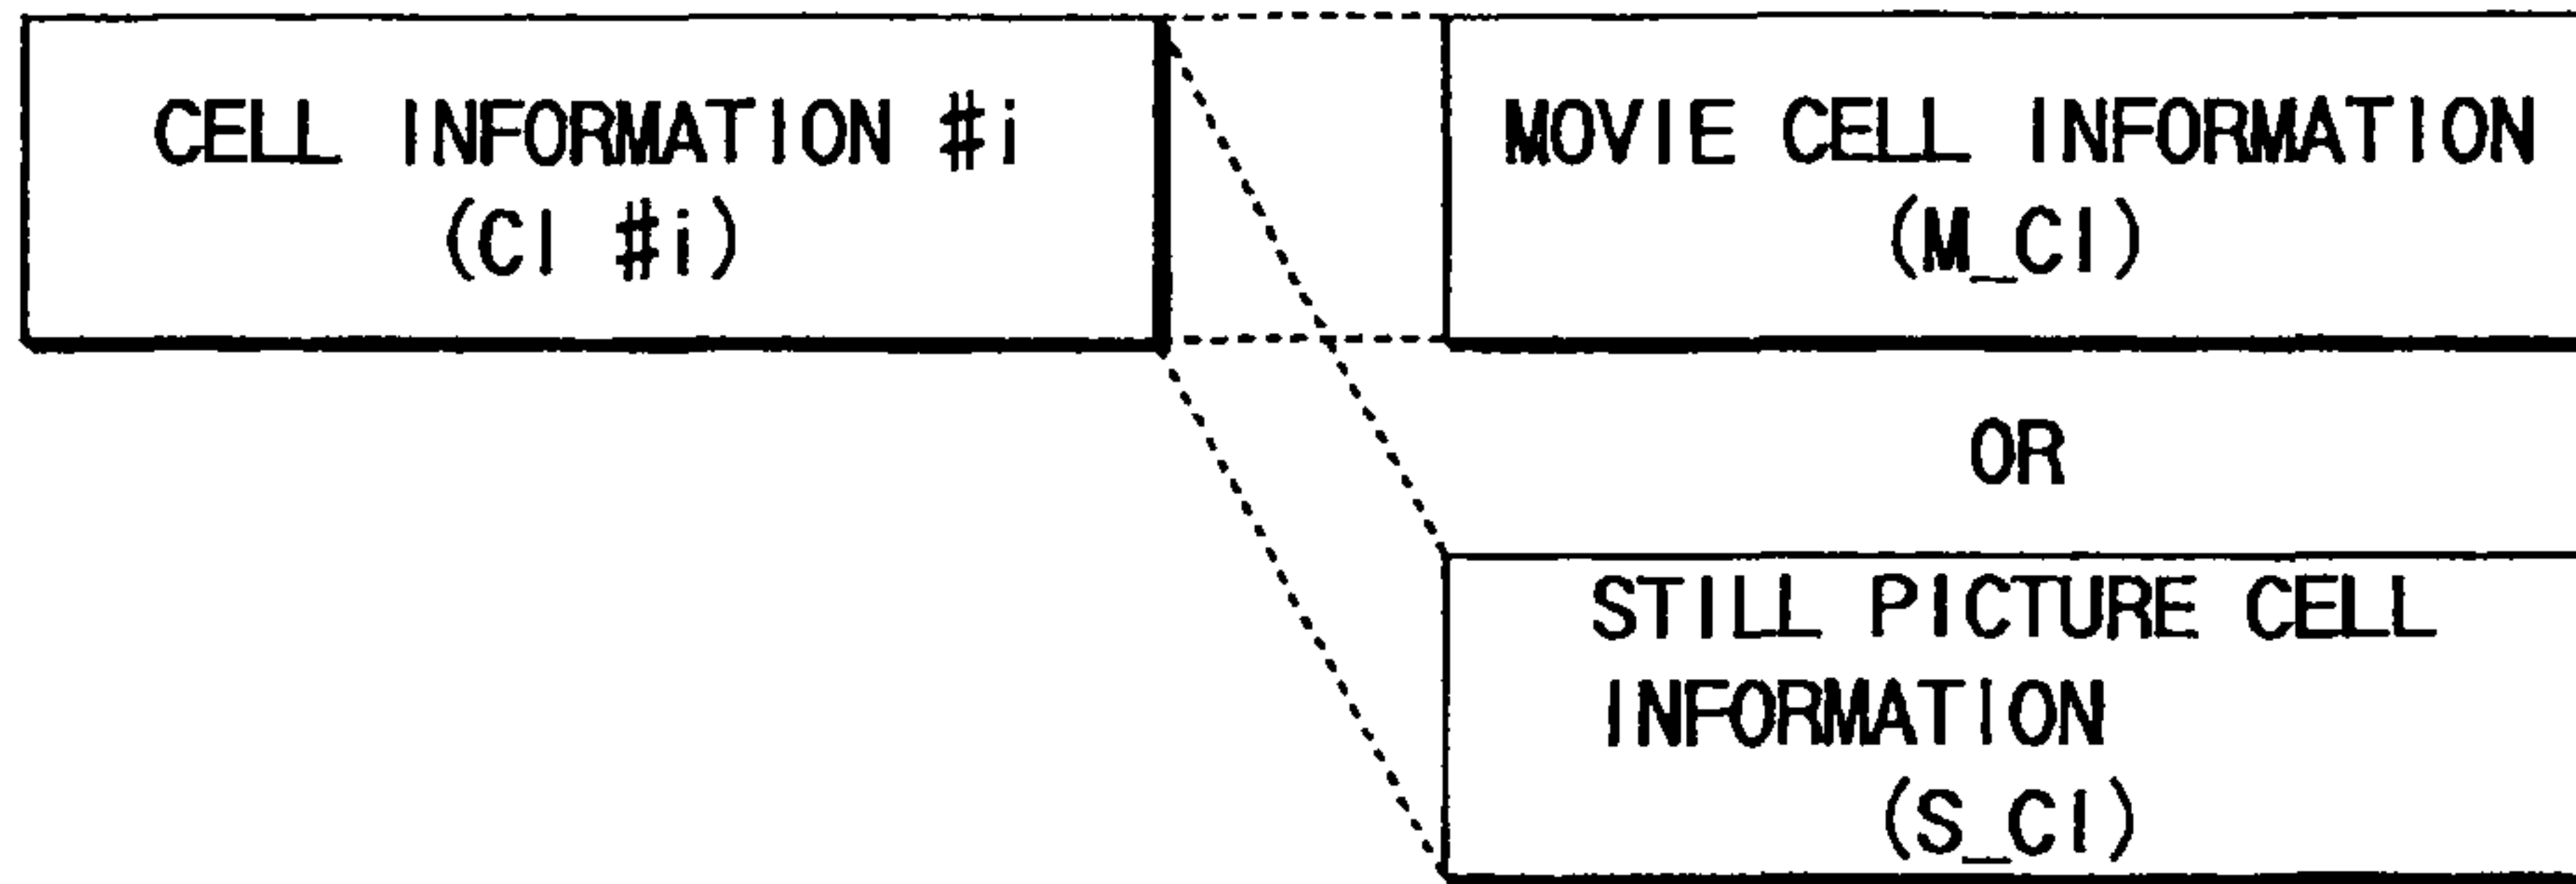 CELL INFORMATION #i
(CI #i)
MOVIE CELL INFORMATION
(M_CI)
OR
STILL PICTURE CELL
INFORMATION
(S_CI)